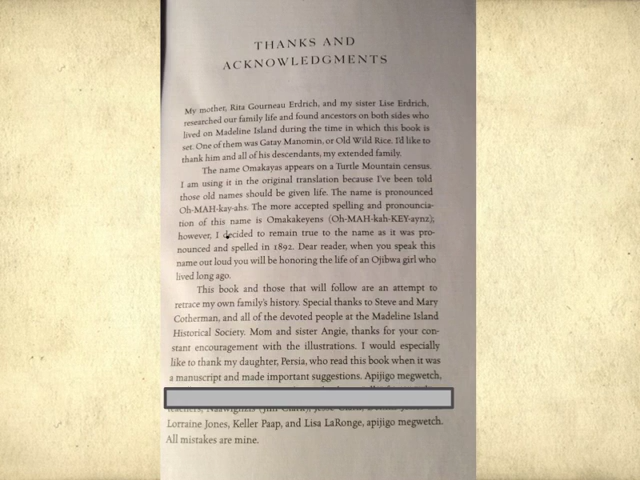 THANKS AND
ACKNOWLEDGMENTS
My mother, Rita Gourneau Erdrich, and my sister Lise Erdrich,
researched our family life and found ancestors on both sides who
lived on Madeline Island during the time in which this book is
set. One of them was Gatay Manomin, or Old Wild Rice. I'd like to
thank him and all of his descendants, my extended family.
The name Omakayas appears on a Turtle Mountain census.
I am using it in the original translation because I've been told
those old names should be given life. The name is pronounced
Oh-MAH-kay-ahs. The more accepted spelling and pronuncia-
tion of this name is Omakakeyens (Oh-MAH-kah-KEY-aynz);
however, I decided to remain true to the name as it was pro-
nounced and spelled in 1892. Dear reader, when you speak this
name out loud you will be honoring the life of an Ojibwa girl who
lived long ago.
This book and those that will follow are an attempt to
retrace my own family's history. Special thanks to Steve and Mary
Cotherman, and all of the devoted people at the Madeline Island
Historical Society. Mom and sister Angie, thanks for your con-
stant encouragement with the illustrations. I would especially
like to thank my daughter, Persia, who read this book when it was
a manuscript and made important suggestions. Apijigo megwetch,
Lorraine Jones, Keller Paap, and Lisa LaRonge, apijigo megwetch.
All mistakes are mine.